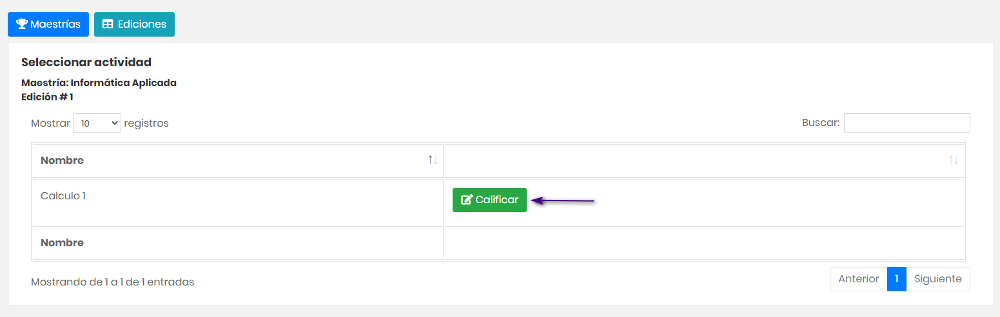 Maestrías Ediciones
Seleccionar actividad
Maestría: Informática Aplicada
Edición # 1
Mostrar 10 registros Buscar:
Nombre
Calculo 1 Calificar
Nombre
Mostrando de 1 a 1 de 1 entradas Anterior 1 Siguiente